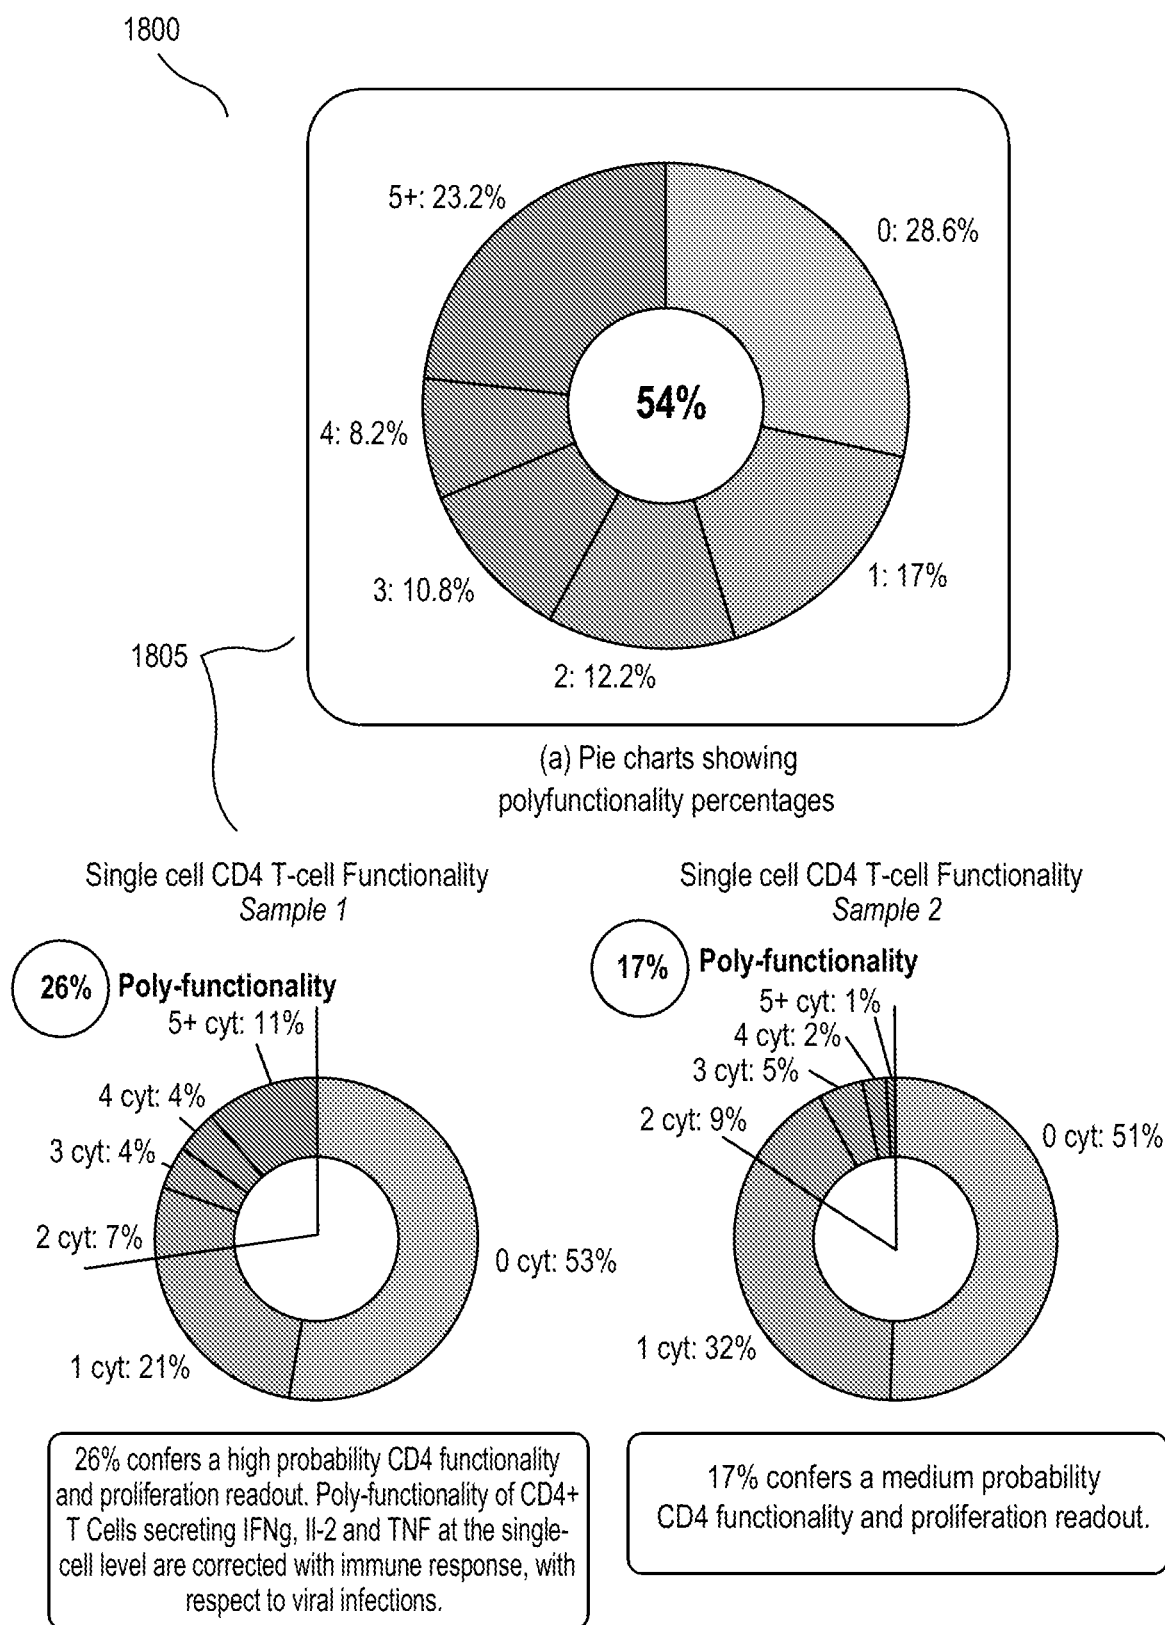 1800
5+: 23.2%
0: 28.6%
54%
4: 8.2%
3: 10.8%
1: 17%
2: 12.2%
1805
(a) Pie charts showing
polyfunctionality percentages
Single cell CD4 T-cell Functionality
Sample 1
26% Poly-functionality
5+ cyt: 11%
4 cyt: 4%
3 cyt: 4%
2 cyt: 7%
0 cyt: 53%
1 cyt: 21%
26% confers a high probability CD4 functionality
and proliferation readout. Poly-functionality of CD4+
T Cells secreting IFNg, Il-2 and TNF at the single-
cell level are corrected with immune response, with
respect to viral infections.
Single cell CD4 T-cell Functionality
Sample 2
17% Poly-functionality
5+ cyt: 1%
4 cyt: 2%
3 cyt: 5%
2 cyt: 9%
0 cyt: 51%
1 cyt: 32%
17% confers a medium probability
CD4 functionality and proliferation readout.